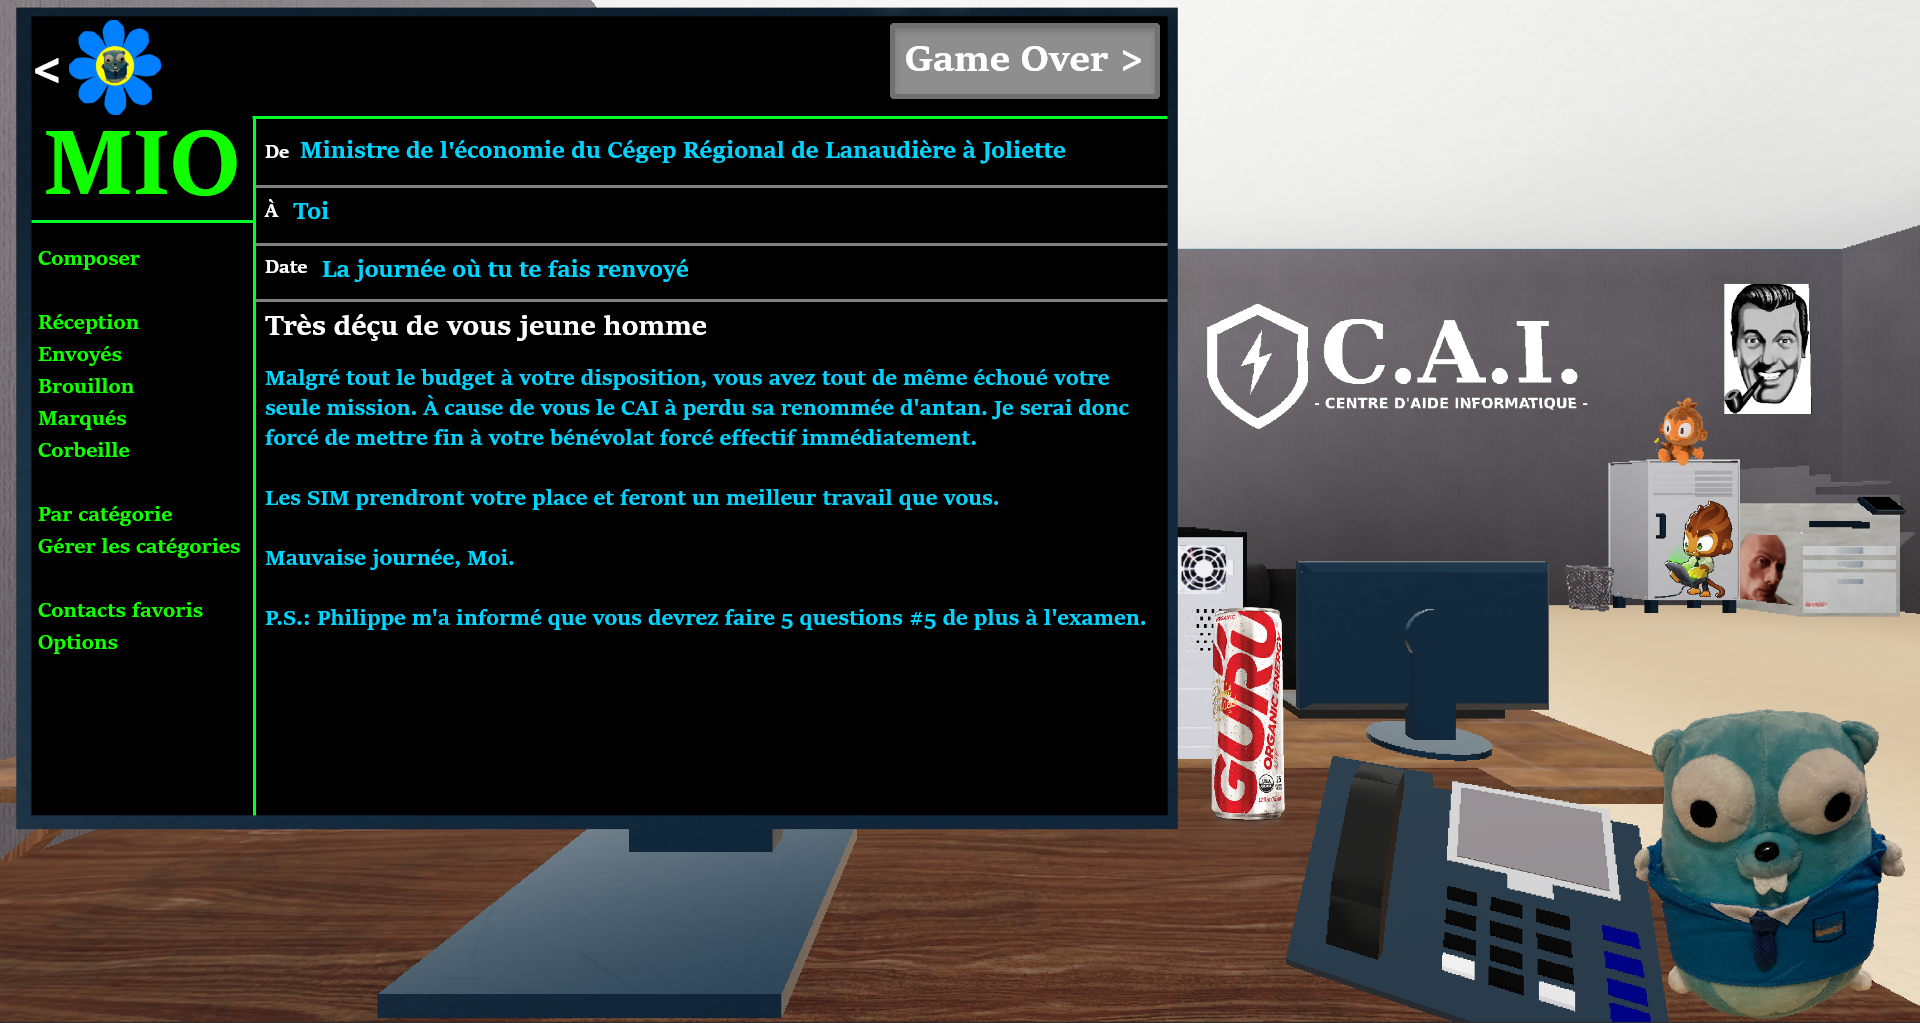 <
Game Over >
MIO
Composer
Réception
Envoyés
Brouillon
Marqués
Corbeille
Par catégorie
Gérer les catégories
Contacts favoris
Options
De Ministre de l'économie du Cégep Régional de Lanaudière à Joliette
À Toi
Date La journée où tu te fais renvoyé
Très déçu de vous jeune homme
Malgré tout le budget à votre disposition, vous avez tout de même échoué votre
seule mission. À cause de vous le CAI à perdu sa renommée d'antan. Je serai donc
forcé de mettre fin à votre bénévolat forcé effectif immédiatement.
Les SIM prendront votre place et feront un meilleur travail que vous.
Mauvaise journée, Moi.
P.S.: Philippe m'a informé que vous devrez faire 5 questions #5 de plus à l'examen.
C.A.I.
- CENTRE D'AIDE INFORMATIQUE -
GURU
ORGANIC ENERGY